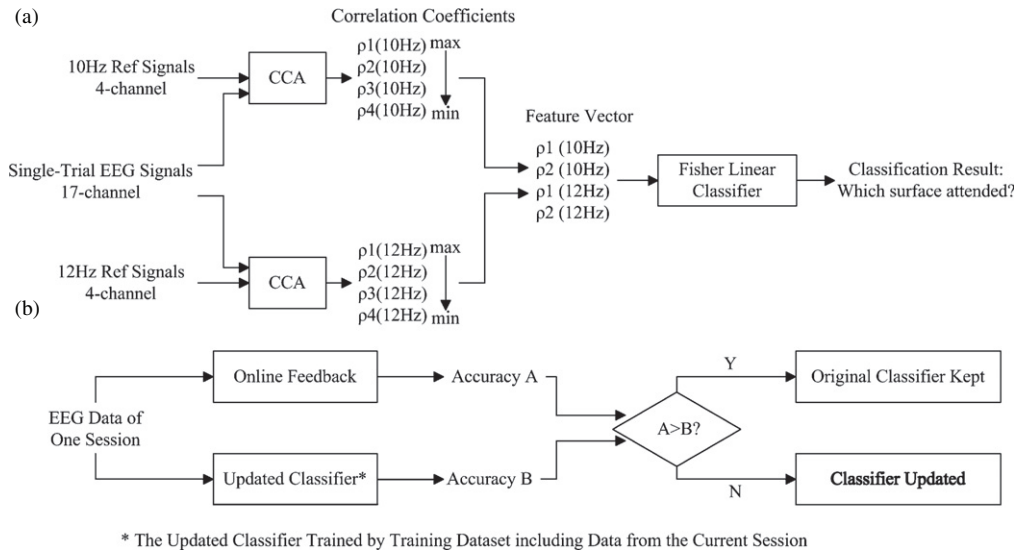 (a)
Correlation Coefficients
10Hz Ref Signals
4-channel
CCA
ρ1(10Hz) max
ρ2(10Hz)
ρ3(10Hz)
ρ4(10Hz) min
Single-Trial EEG Signals
17-channel
Feature Vector
ρ1 (10Hz)
ρ2 (10Hz)
ρ1 (12Hz)
ρ2 (12Hz)
Fisher Linear
Classifier
Classification Result:
Which surface attended?
12Hz Ref Signals
4-channel
CCA
ρ1(12Hz) max
ρ2(12Hz)
ρ3(12Hz)
ρ4(12Hz) min
(b)
EEG Data of
One Session
Online Feedback
Accuracy A
Updated Classifier*
Accuracy B
A>B?
Y
Original Classifier Kept
N
Classifier Updated
* The Updated Classifier Trained by Training Dataset including Data from the Current Session